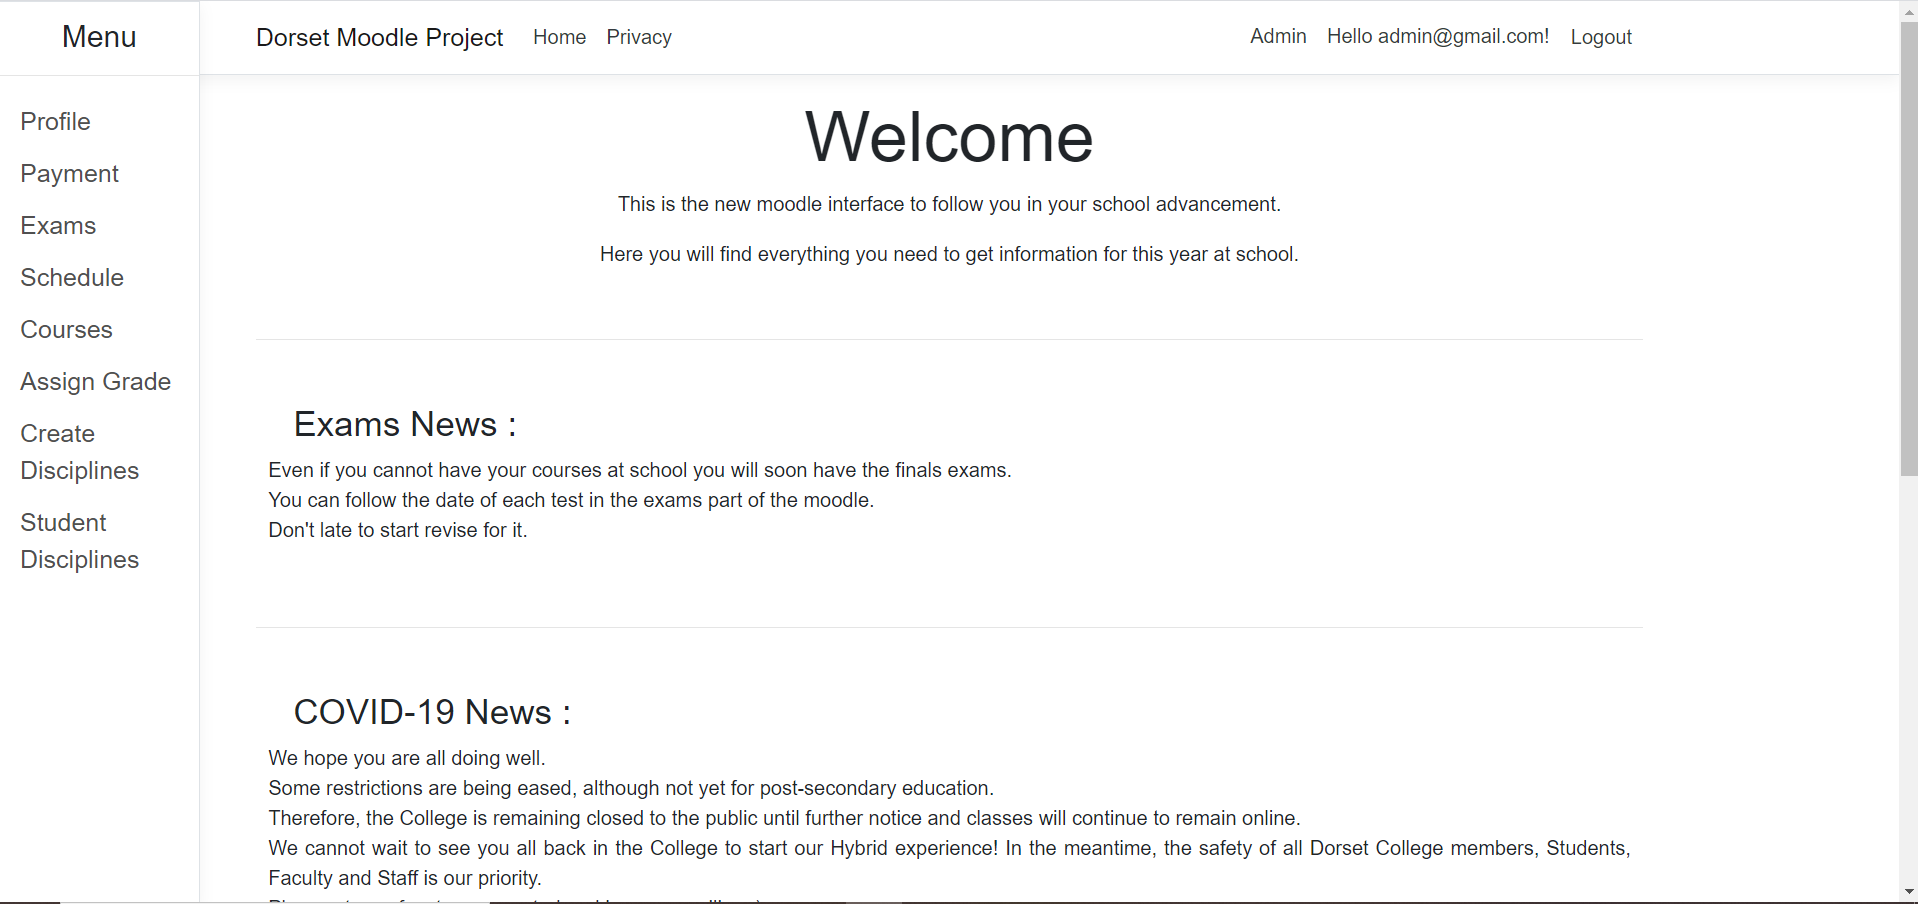 Menu
Profile
Payment
Exams
Schedule
Courses
Assign Grade
Create
Disciplines
Student
Disciplines
Dorset Moodle Project
Home
Privacy
Admin
Hello admin@gmail.com!
Logout
Welcome
This is the new moodle interface to follow you in your school advancement.
Here you will find everything you need to get information for this year at school.
Exams News :
Even if you cannot have your courses at school you will soon have the finals exams.
You can follow the date of each test in the exams part of the moodle.
Don't late to start revise for it.
COVID-19 News :
We hope you are all doing well.
Some restrictions are being eased, although not yet for post-secondary education.
Therefore, the College is remaining closed to the public until further notice and classes will continue to remain online.
We cannot wait to see you all back in the College to start our Hybrid experience! In the meantime, the safety of all Dorset College members, Students,
Faculty and Staff is our priority.